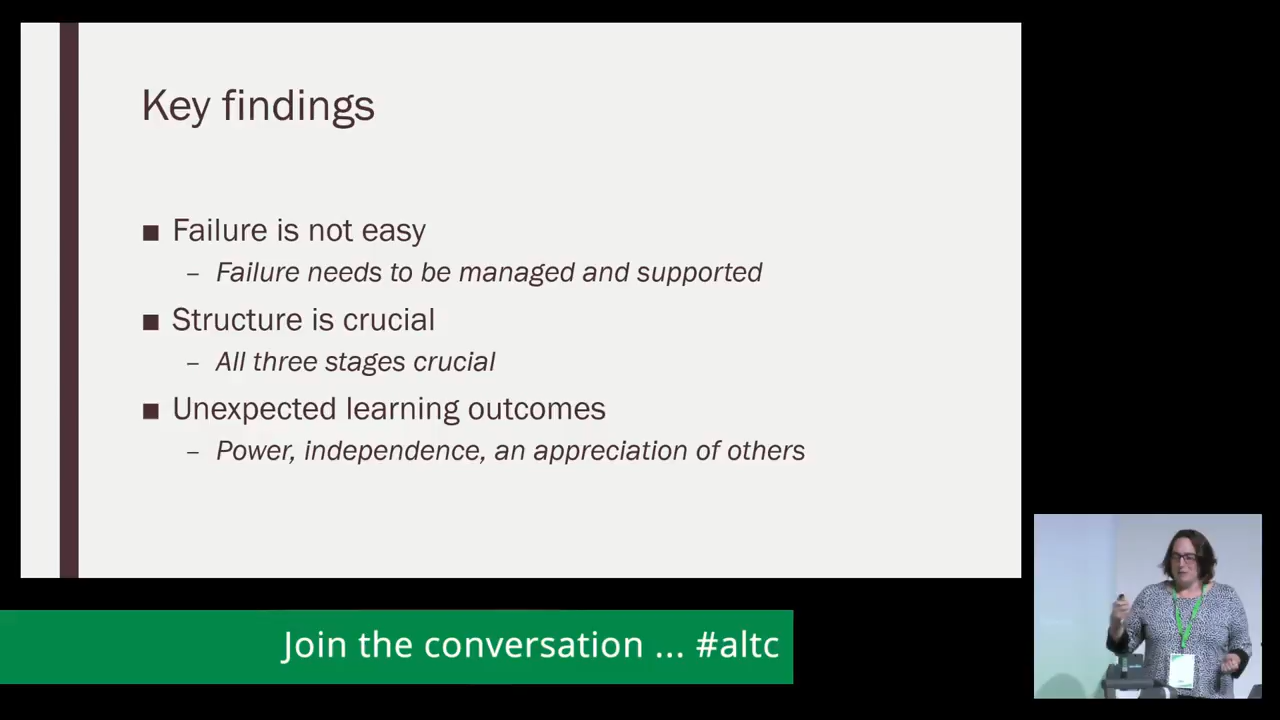 Key findings
■ Failure is not easy
– Failure needs to be managed and supported
■ Structure is crucial
– All three stages crucial
■ Unexpected learning outcomes
– Power, independence, an appreciation of others
Join the conversation ... #altc